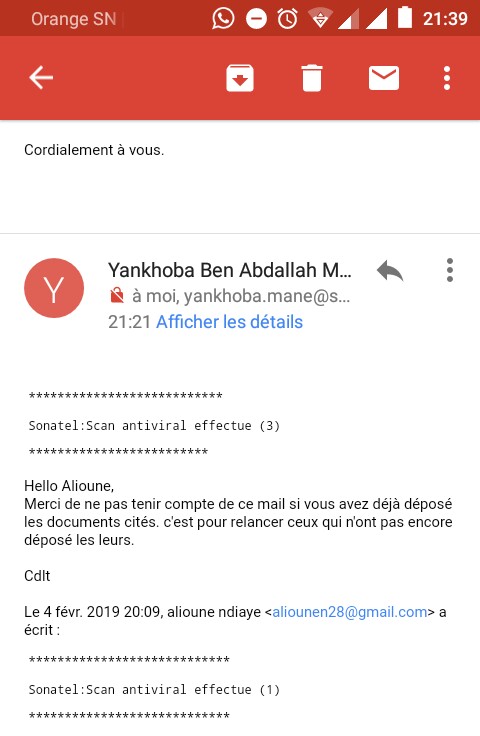 Orange SN
21:39
Cordialement à vous.
Y
Yankhoba Ben Abdallah M...
à moi, yankhoba.mane@s...
21:21 Afficher les détails
***************************
Sonatel:Scan antiviral effectue (3)
*************************
Hello Alioune,
Merci de ne pas tenir compte de ce mail si vous avez déjà déposé
les documents cités. c'est pour relancer ceux qui n'ont pas encore
déposé les leurs.
Cdlt
Le 4 févr. 2019 20:09, alioune ndiaye <aliounen28@gmail.com> a
écrit :
****************************
Sonatel:Scan antiviral effectue (1)
****************************